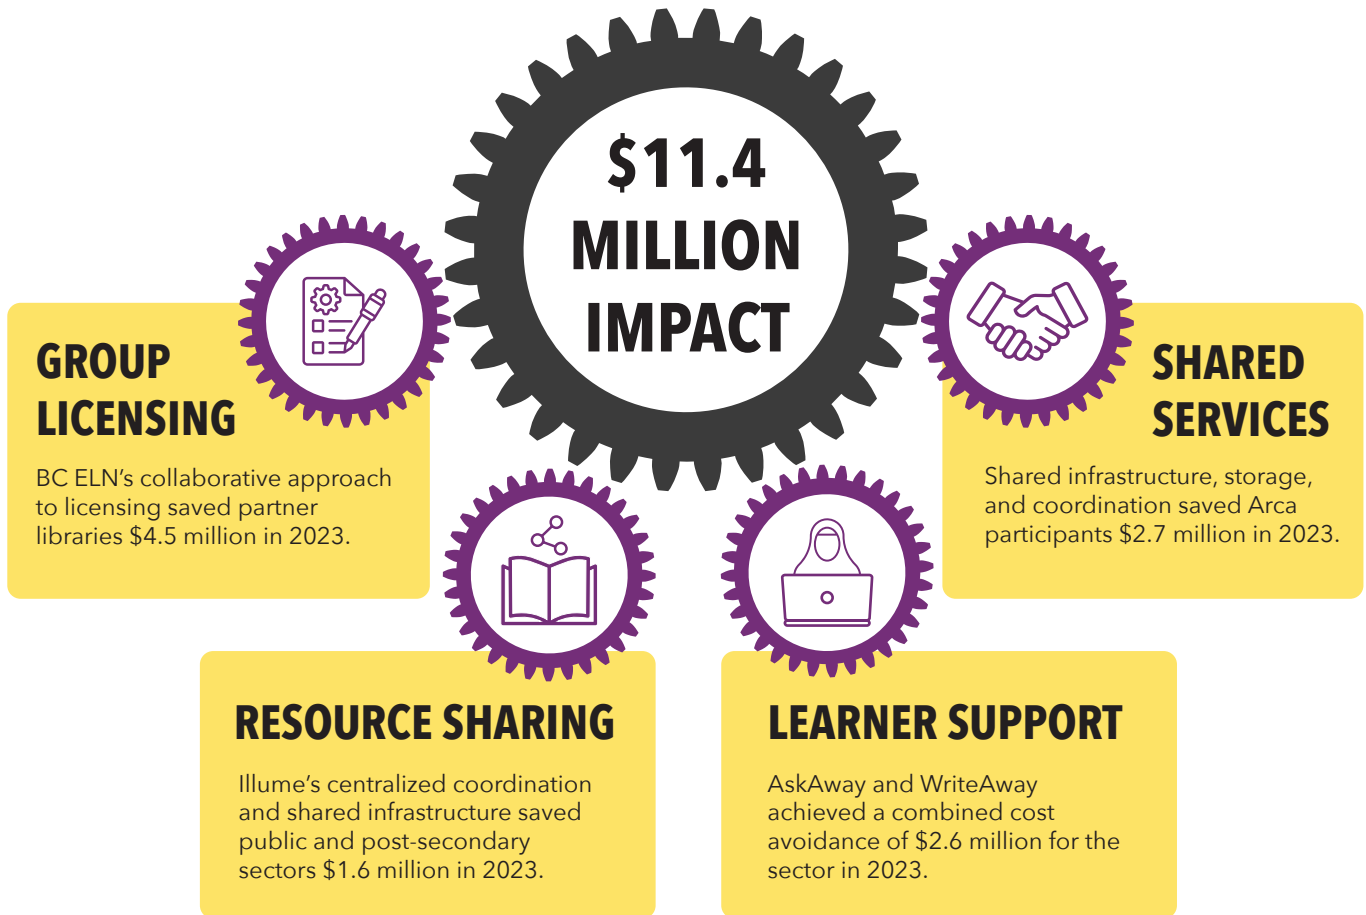 $11.4
MILLION
IMPACT
GROUP
LICENSING
BC ELN’s collaborative approach
to licensing saved partner
libraries $4.5 million in 2023.
SHARED
SERVICES
Shared infrastructure, storage,
and coordination saved Arca
participants $2.7 million in 2023.
RESOURCE SHARING
Illume’s centralized coordination
and shared infrastructure saved
public and post-secondary
sectors $1.6 million in 2023.
LEARNER SUPPORT
AskAway and WriteAway
achieved a combined cost
avoidance of $2.6 million for the
sector in 2023.